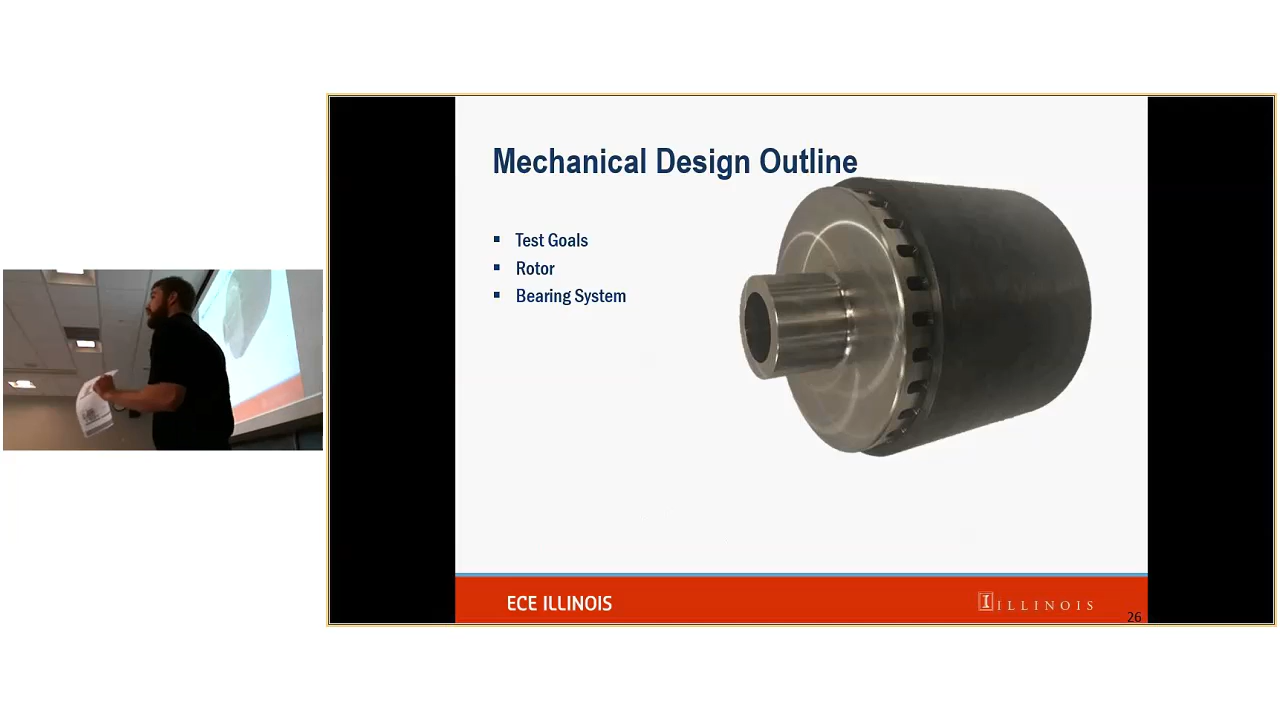 Mechanical Design Outline
▪ Test Goals
▪ Rotor
▪ Bearing System
ECE ILLINOIS
I ILLINOIS
26